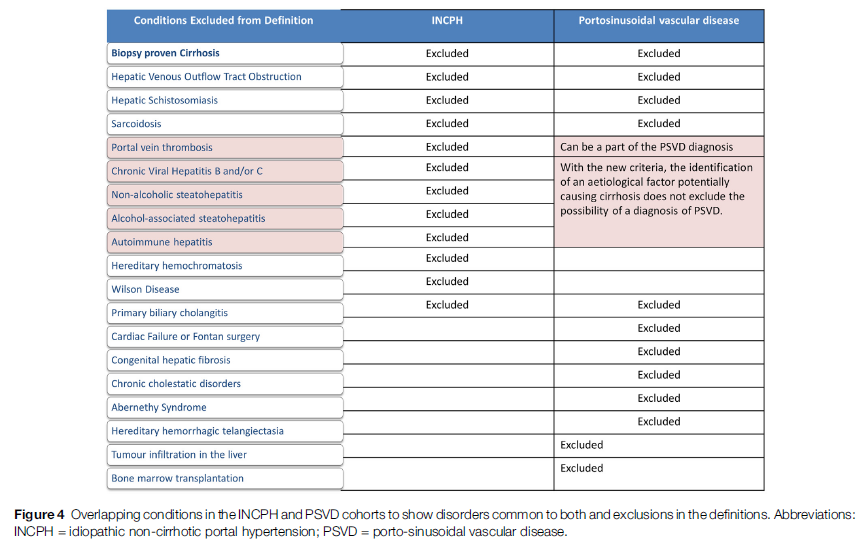 Conditions Excluded from Definition INCPH Portosinusoidal vascular disease
Biopsy proven Cirrhosis Excluded Excluded
Hepatic Venous Outflow Tract Obstruction Excluded Excluded
Hepatic Schistosomiasis Excluded Excluded
Sarcoidosis Excluded Excluded
Portal vein thrombosis Excluded Can be a part of the PSVD diagnosis
Chronic Viral Hepatitis B and/or C Excluded With the new criteria, the identification
of an aetiological factor potentially
Non-alcoholic steatohepatitis Excluded causing cirrhosis does not exclude the
Alcohol-associated steatohepatitis Excluded possibility of a diagnosis of PSVD.
Autoimmune hepatitis Excluded
Hereditary hemochromatosis Excluded
Wilson Disease Excluded
Primary biliary cholangitis Excluded Excluded
Cardiac Failure or Fontan surgery Excluded
Congenital hepatic fibrosis Excluded
Chronic cholestatic disorders Excluded
Abernethy Syndrome Excluded
Hereditary hemorrhagic telangiectasia Excluded
Tumour infiltration in the liver Excluded
Bone marrow transplantation Excluded
Figure 4 Overlapping conditions in the INCPH and PSVD cohorts to show disorders common to both and exclusions in the definitions. Abbreviations:
INCPH = idiopathic non-cirrhotic portal hypertension; PSVD = porto-sinusoidal vascular disease.